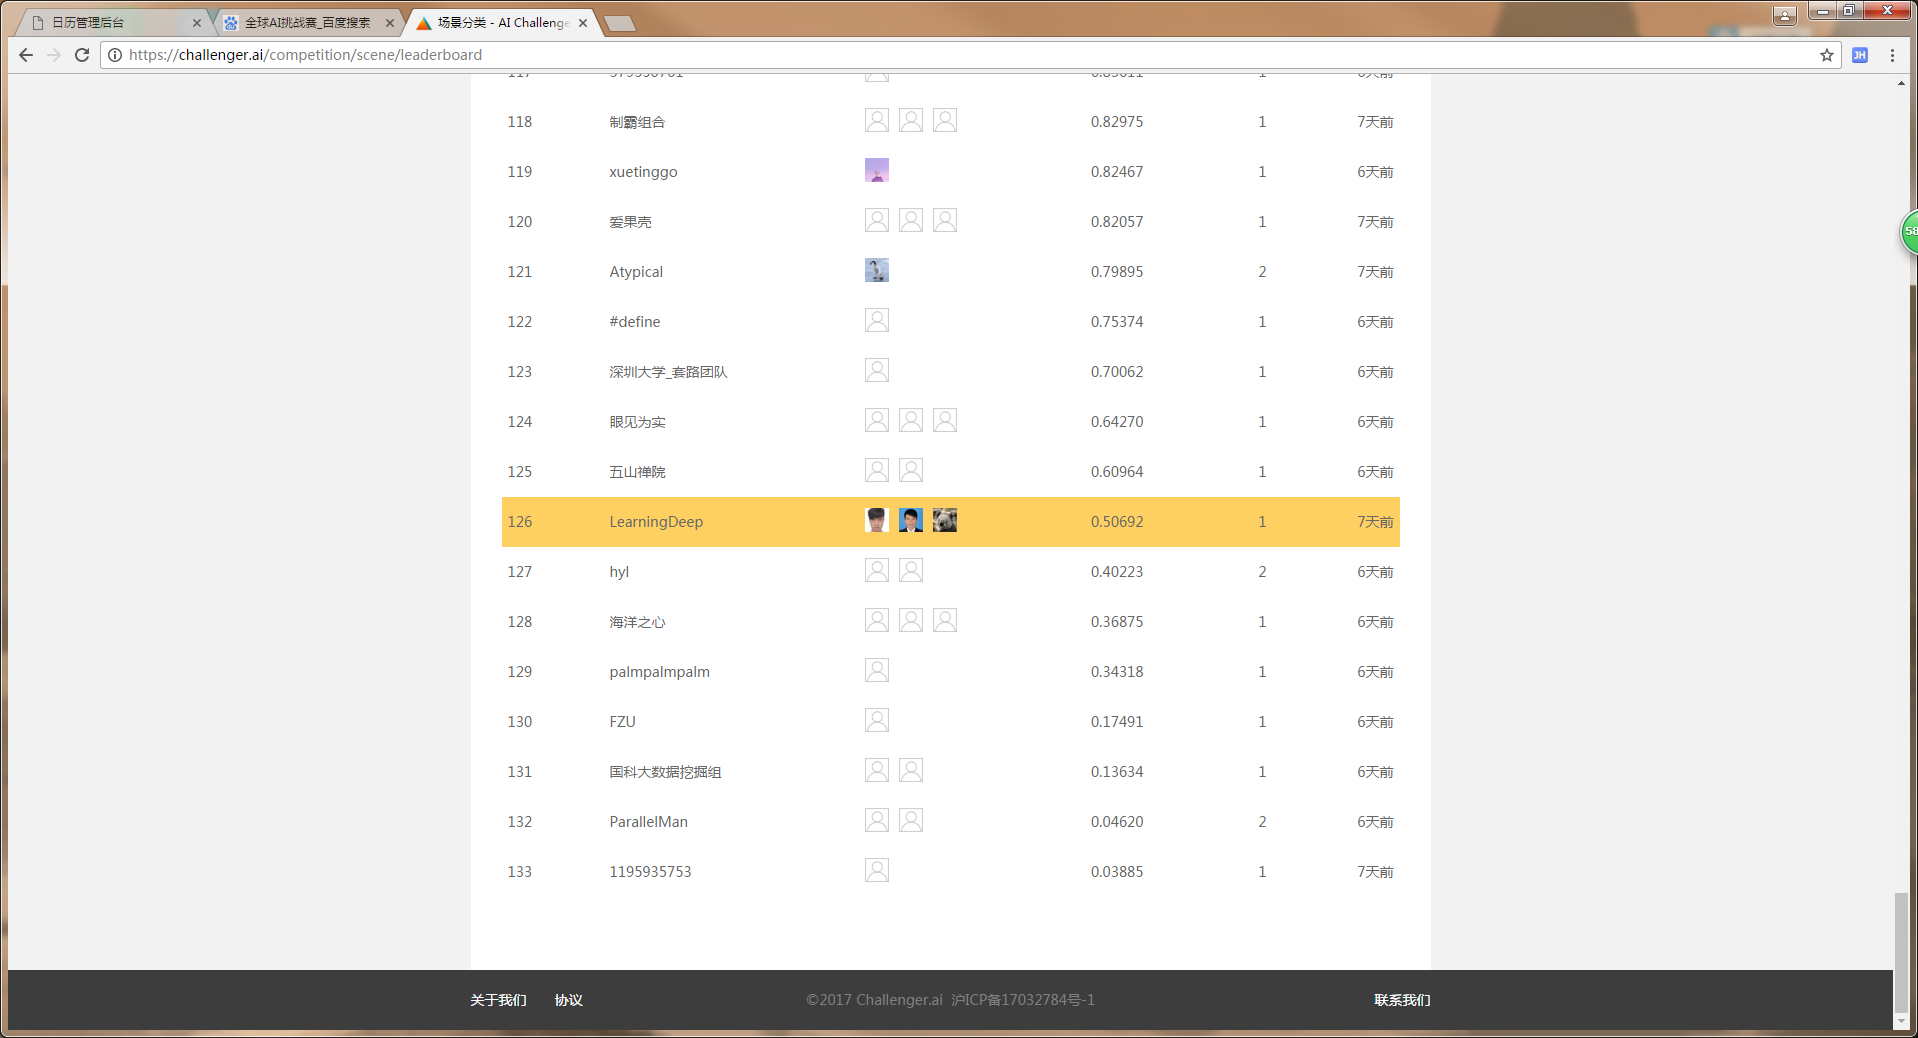 日历管理后台
全球AI挑战赛_百度搜索
场景分类 - AI Challenge
https://challenger.ai/competition/scene/leaderboard
JH
118 制霸组合 0.82975 1 7天前
119 xuetinggo 0.82467 1 6天前
120 爱果壳 0.82057 1 7天前
58
121 Atypical 0.79895 2 7天前
122 #define 0.75374 1 6天前
123 深圳大学_套路团队 0.70062 1 6天前
124 眼见为实 0.64270 1 6天前
125 五山禅院 0.60964 1 6天前
126 LearningDeep 0.50692 1 7天前
127 hyl 0.40223 2 6天前
128 海洋之心 0.36875 1 6天前
129 palmpalmpalm 0.34318 1 6天前
130 FZU 0.17491 1 6天前
131 国科大数据挖掘组 0.13634 1 6天前
132 ParallelMan 0.04620 2 6天前
133 1195935753 0.03885 1 7天前
关于我们 协议 ©2017 Challenger.ai 沪ICP备17032784号-1 联系我们